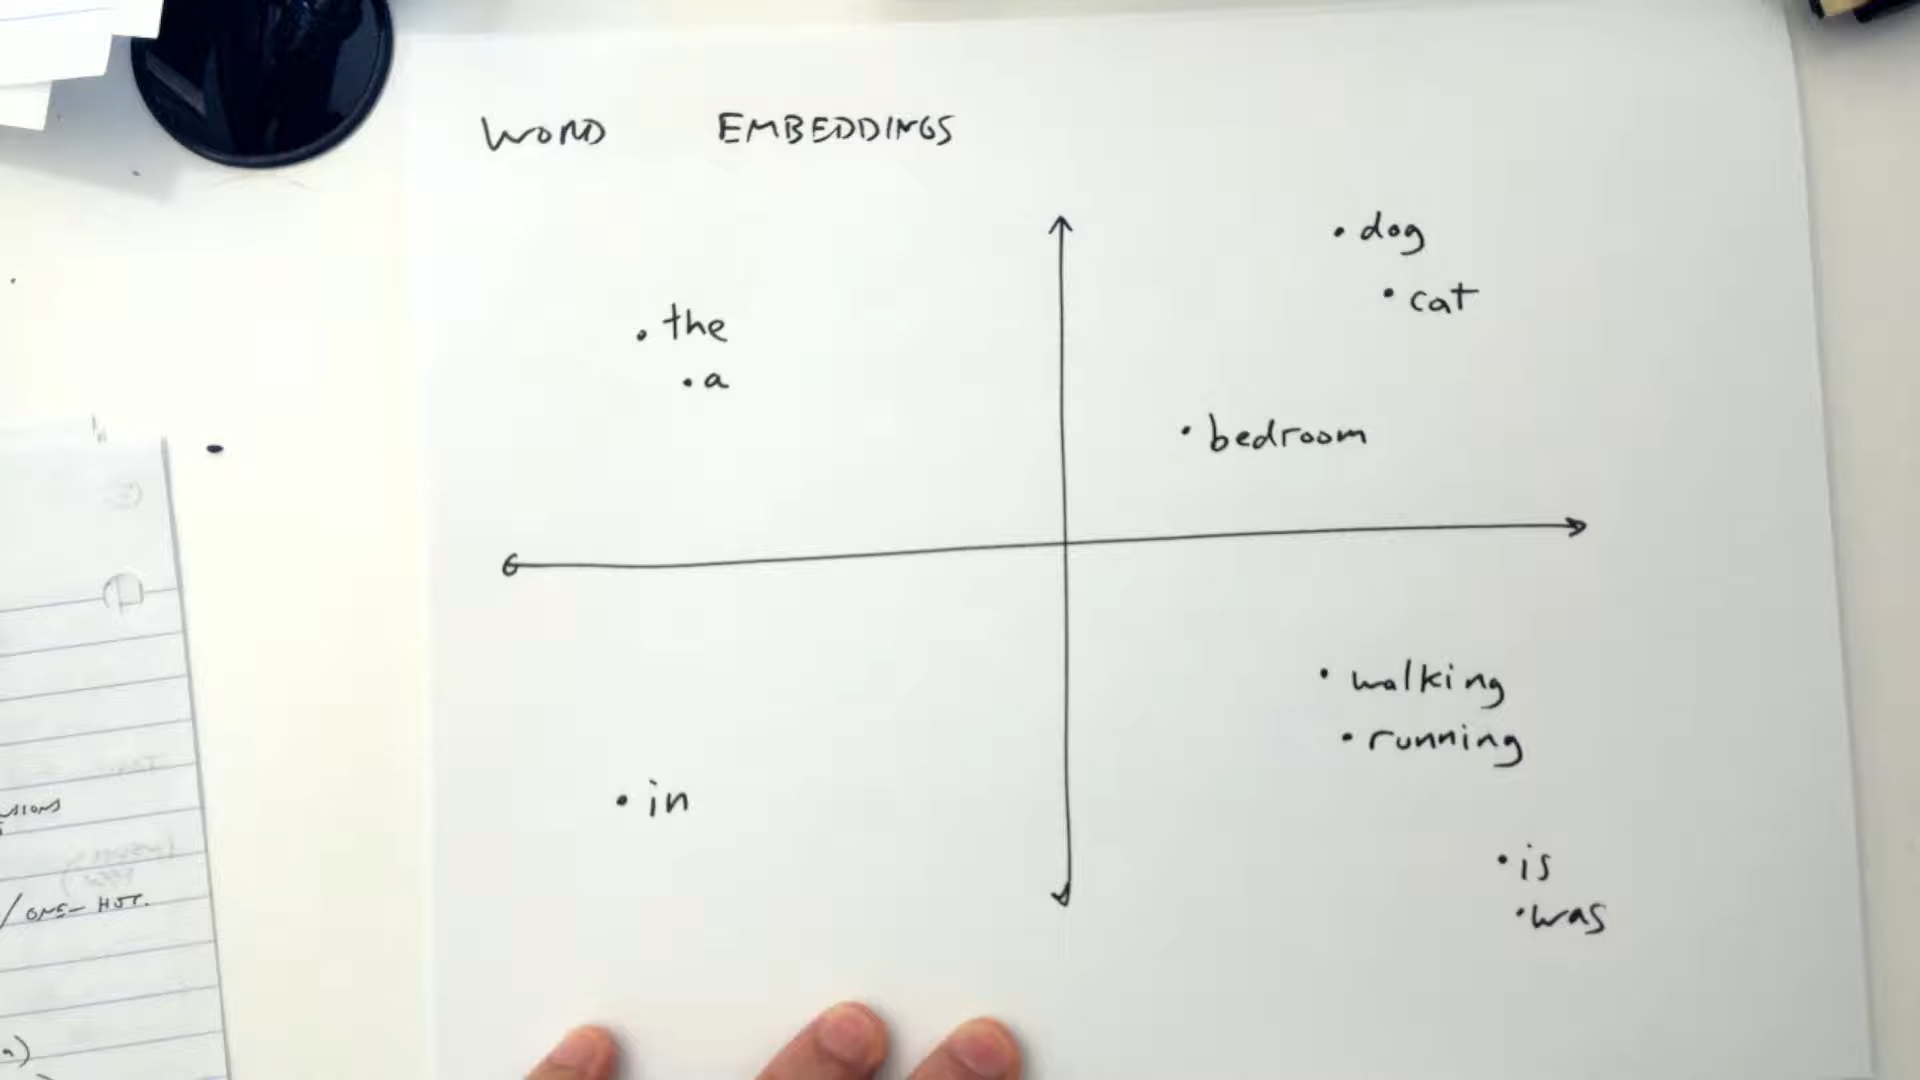 WORD EMBEDDINGS
dog
cat
the
a
bedroom
walking
running
in
is
was
/ ONE-HOT.